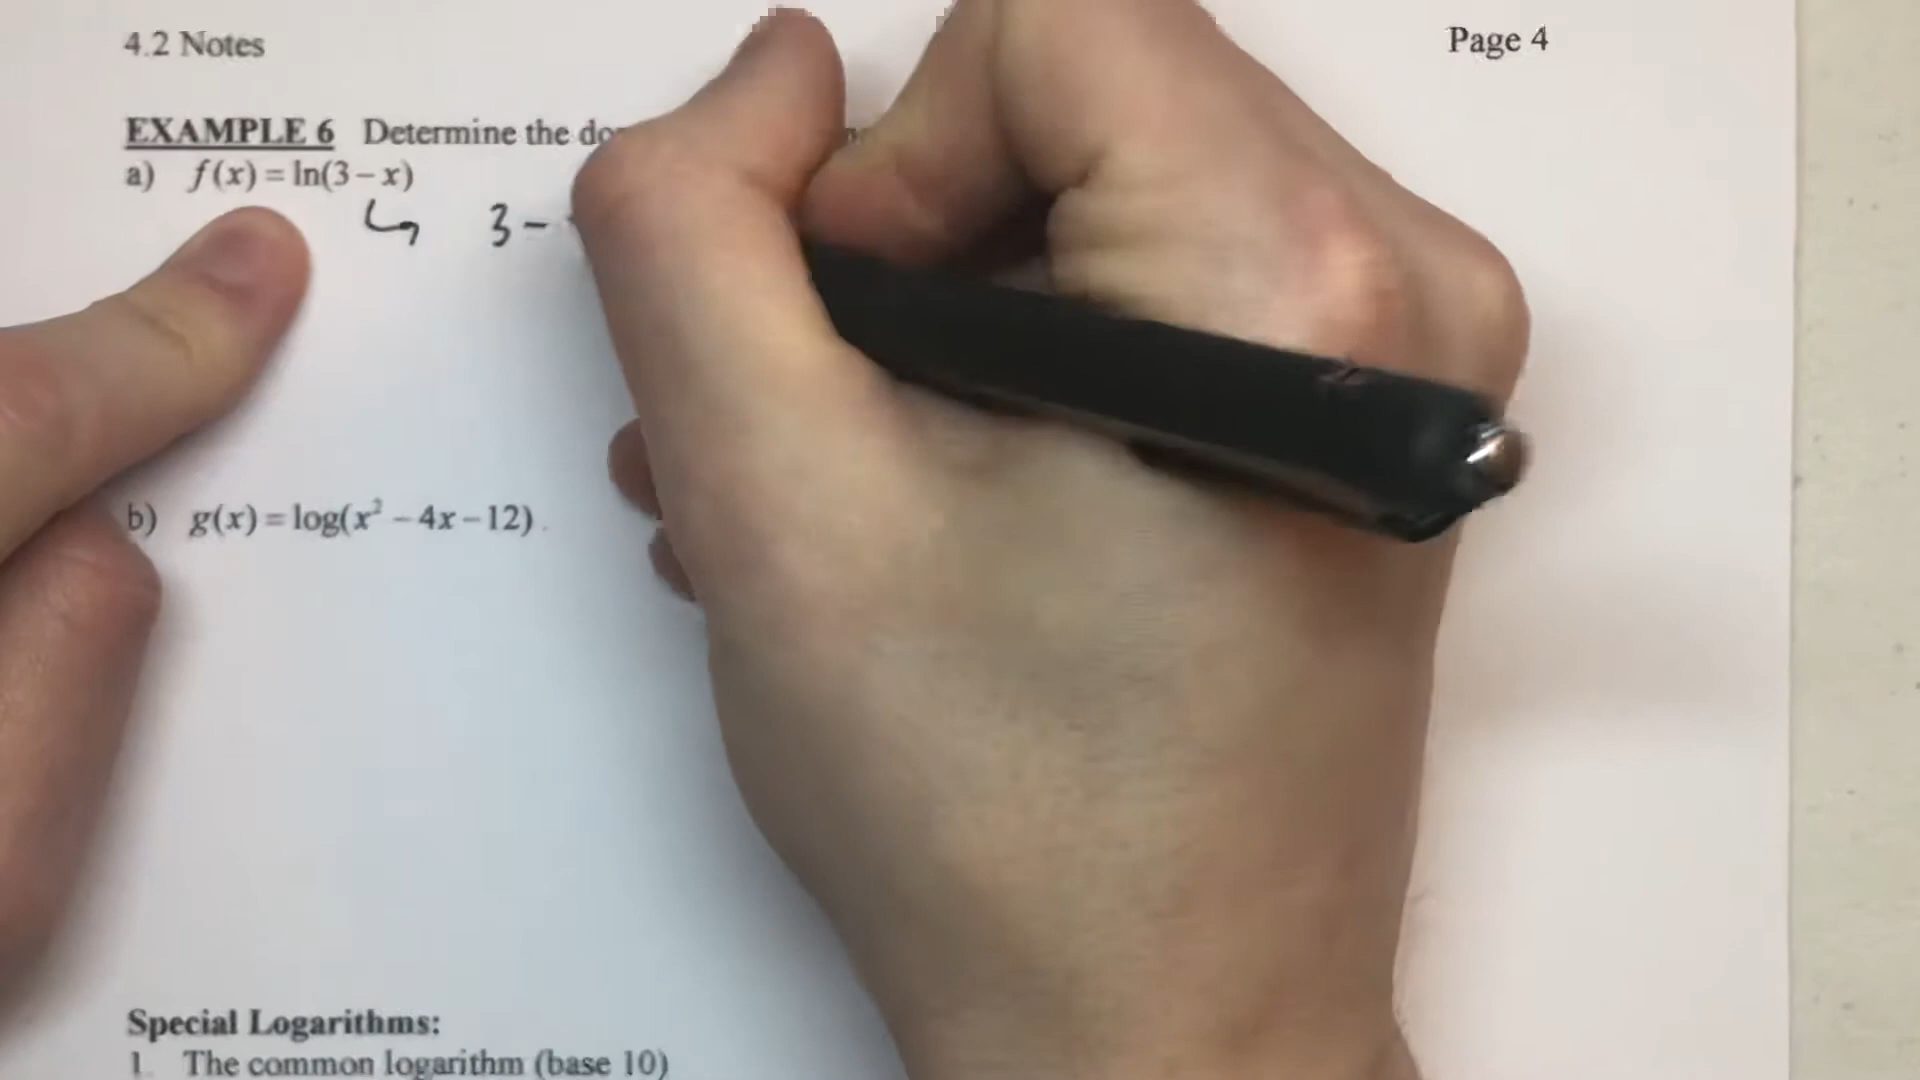 4.2 Notes
Page 4
EXAMPLE 6 Determine the
a) f(x) = ln(3 – x)
↳ 3 –
b) g(x) = log(x² – 4x – 12).
Special Logarithms:
1. The common logarithm (base 10)